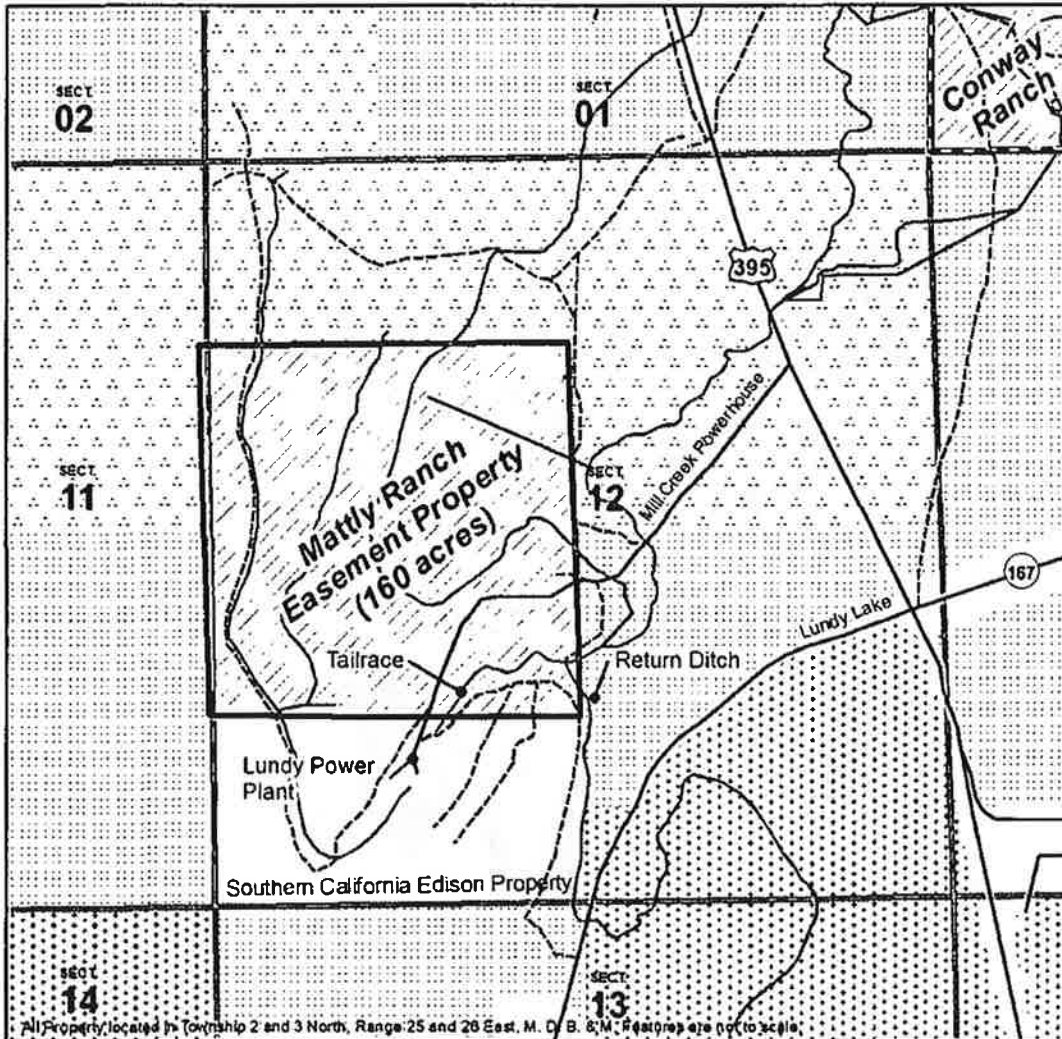 SECT.
02
SECT.
01
Conway
Ranch
395
SECT.
11
Mattly Ranch
Easement Property
(160 acres)
SECT.
12
Mill Creek Powerhouse
167
Lundy Lake
Tailrace
Return Ditch
Lundy Power
Plant
Southern California Edison Property
SECT.
14
SECT.
13
All Property located in Township 2 and 3 North, Range 25 and 26 East, M. D. B. & M. Features are not to scale.